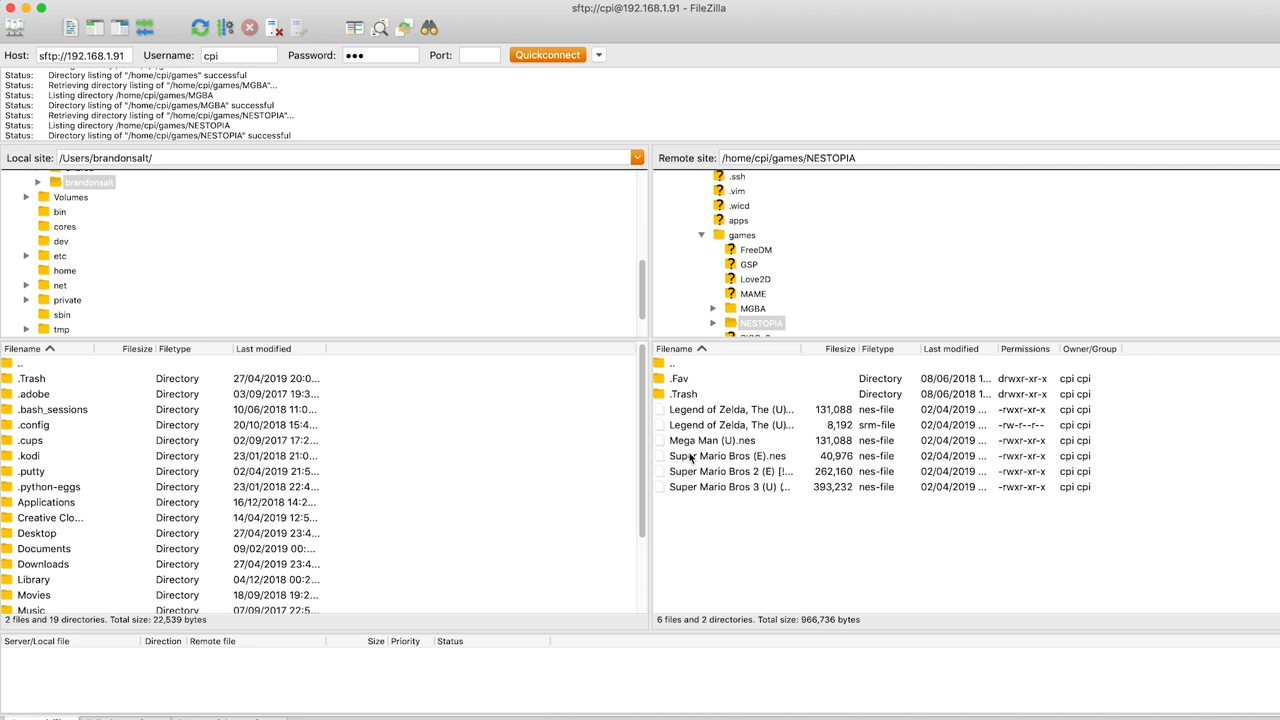 sftp://cpi@192.168.1.91 - FileZilla
Host: sftp://192.168.1.91 Username: cpi Password: ••• Port: Quickconnect
Status: Directory listing of "/home/cpi/games" successful
Status: Retrieving directory listing of "/home/cpi/games/MGBA"...
Status: Listing directory /home/cpi/games/MGBA
Status: Directory listing of "/home/cpi/games/MGBA" successful
Status: Retrieving directory listing of "/home/cpi/games/NESTOPIA"...
Status: Listing directory /home/cpi/games/NESTOPIA
Status: Directory listing of "/home/cpi/games/NESTOPIA" successful
Local site: /Users/brandonsalt/
brandonsalt
Volumes
bin
cores
dev
etc
home
net
private
sbin
tmp
Filename Filesize Filetype Last modified
..
.Trash Directory 27/04/2019 20:0...
.adobe Directory 03/09/2017 19:3...
.bash_sessions Directory 10/06/2018 11:0...
.config Directory 20/10/2018 15:4...
.cups Directory 02/09/2017 17:2...
.kodi Directory 23/01/2018 21:0...
.putty Directory 02/04/2019 21:5...
.python-eggs Directory 23/01/2018 22:4...
Applications Directory 16/12/2018 14:2...
Creative Clo... Directory 14/04/2019 12:5...
Desktop Directory 27/04/2019 23:4...
Documents Directory 09/02/2019 00:...
Downloads Directory 27/04/2019 23:4...
Library Directory 04/12/2018 00:2...
Movies Directory 18/09/2018 19:2...
Music Directory 07/09/2017 22:5...
2 files and 19 directories. Total size: 22,539 bytes
Remote site: /home/cpi/games/NESTOPIA
.ssh
.vim
.wicd
apps
games
FreeDM
GSP
Love2D
MAME
MGBA
NESTOPIA
Filename Filesize Filetype Last modified Permissions Owner/Group
..
.Fav Directory 08/06/2018 1... drwxr-xr-x cpi cpi
.Trash Directory 08/06/2018 1... drwxr-xr-x cpi cpi
Legend of Zelda, The (U)... 131,088 nes-file 02/04/2019 ... -rwxr-xr-x cpi cpi
Legend of Zelda, The (U)... 8,192 srm-file 02/04/2019 ... -rw-r--r-- cpi cpi
Mega Man (U).nes 131,088 nes-file 02/04/2019 ... -rwxr-xr-x cpi cpi
Super Mario Bros (E).nes 40,976 nes-file 02/04/2019 ... -rwxr-xr-x cpi cpi
Super Mario Bros 2 (E) [!... 262,160 nes-file 02/04/2019 ... -rwxr-xr-x cpi cpi
Super Mario Bros 3 (U) (... 393,232 nes-file 02/04/2019 ... -rwxr-xr-x cpi cpi
6 files and 2 directories. Total size: 966,736 bytes
Server/Local file Direction Remote file Size Priority Status